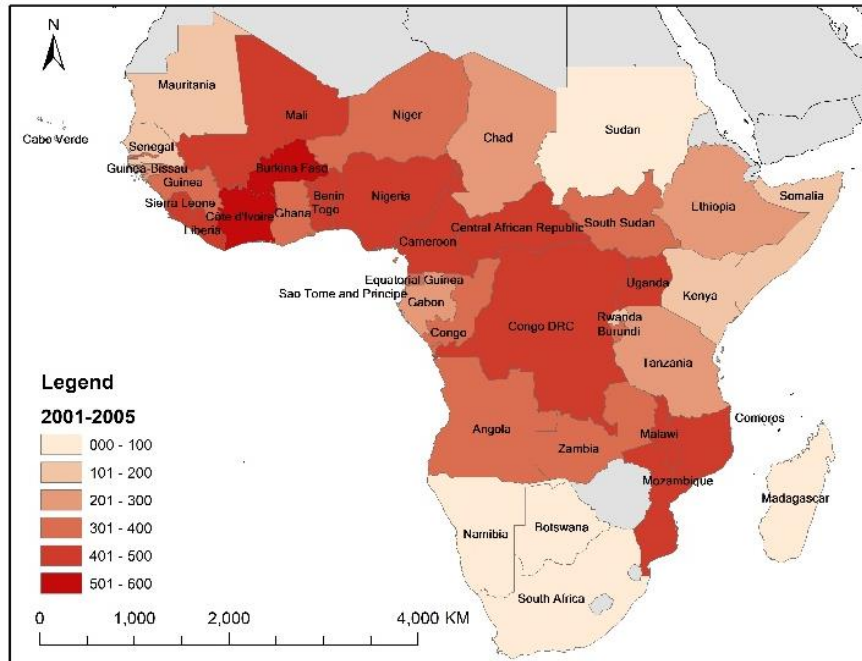 N
Mauritania
Mali
Niger
Chad
Sudan
Cabo Verde
Senegal
Guinea-Bissau
Guinea
Burkina Faso
Sierra Leone
Côte d'Ivoire
Ghana
Benin
Togo
Nigeria
Liberia
Cameroon
Central African Republic
South Sudan
Ethiopia
Somalia
Equatorial Guinea
Sao Tome and Principe
Gabon
Congo
Congo DRC
Uganda
Kenya
Rwanda
Burundi
Tanzania
Comoros
Angola
Zambia
Malawi
Mozambique
Madagascar
Namibia
Botswana
South Africa
Legend
2001-2005
000 - 100
101 - 200
201 - 300
301 - 400
401 - 500
501 - 600
0 1,000 2,000 4,000 KM